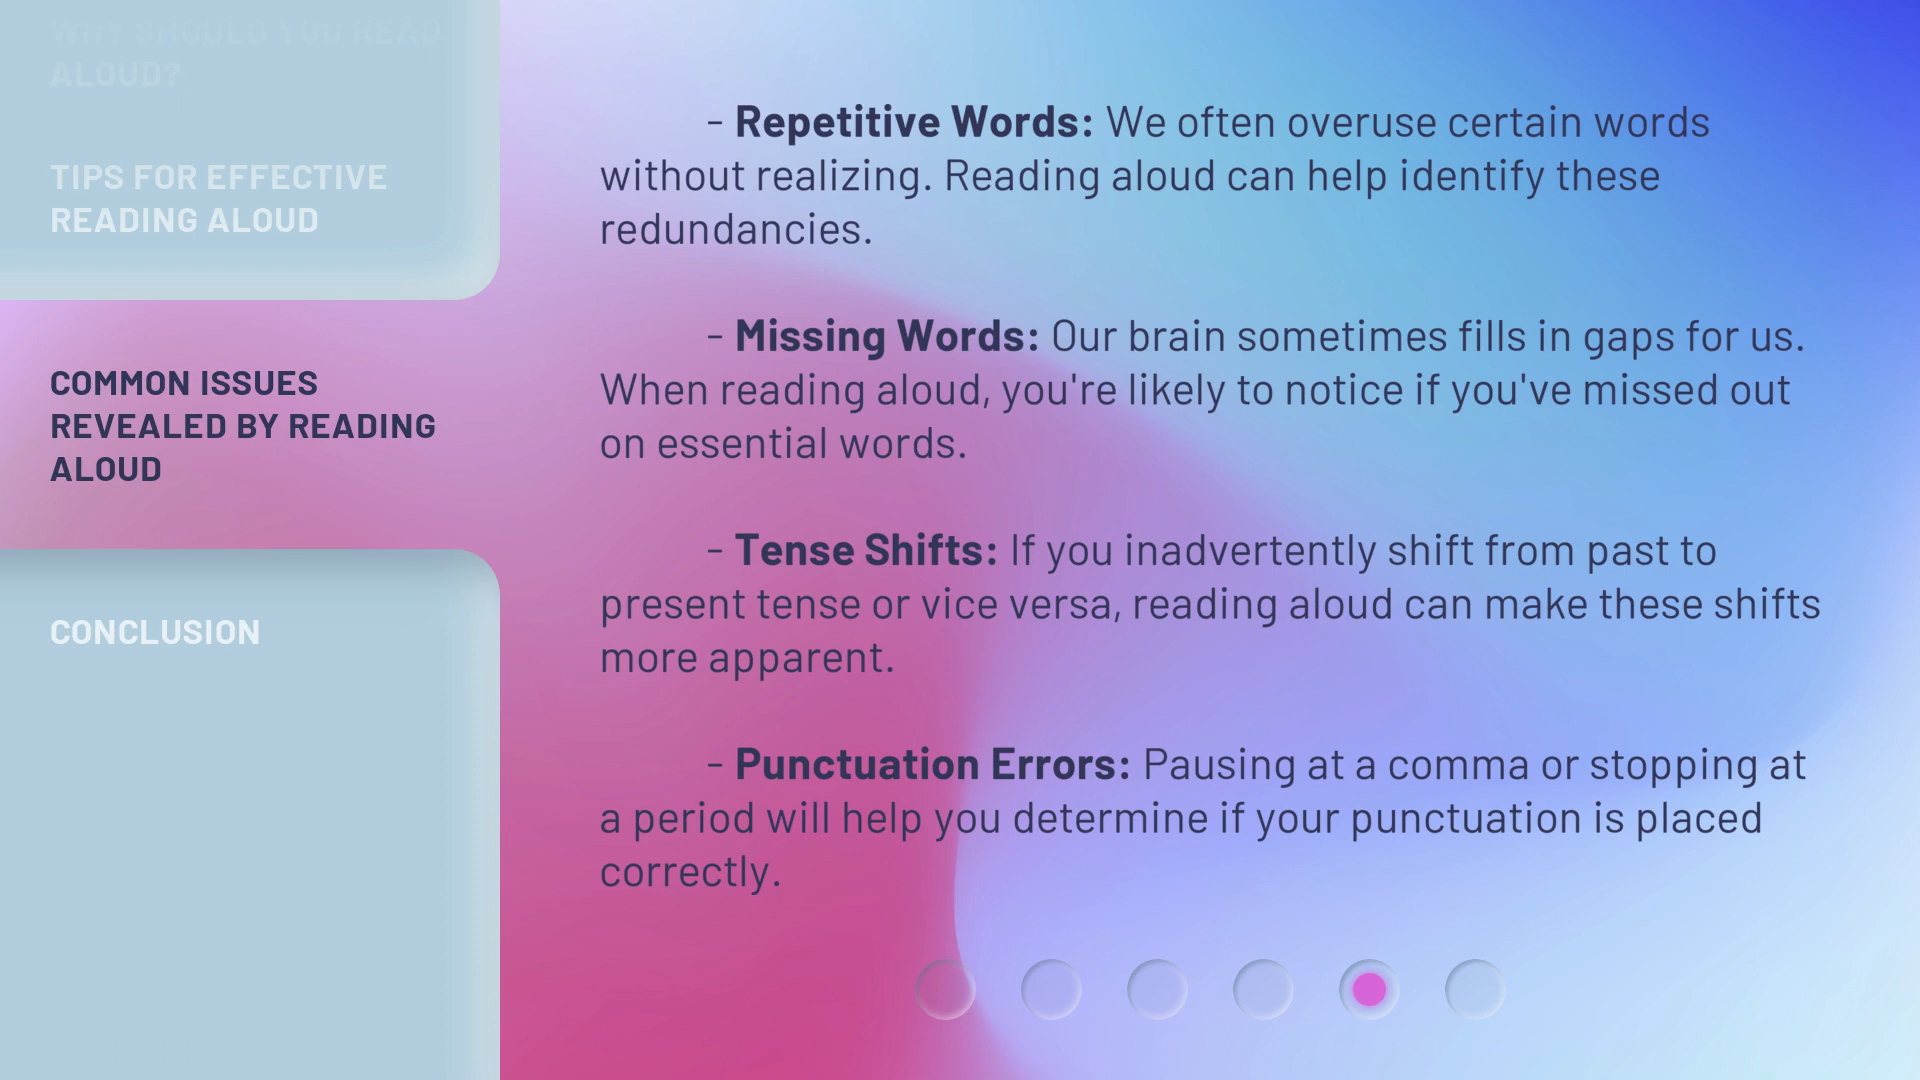 WHY SHOULD YOU READ
ALOUD?
TIPS FOR EFFECTIVE
READING ALOUD
COMMON ISSUES
REVEALED BY READING
ALOUD
CONCLUSION
- Repetitive Words: We often overuse certain words
without realizing. Reading aloud can help identify these
redundancies.
- Missing Words: Our brain sometimes fills in gaps for us.
When reading aloud, you're likely to notice if you've missed out
on essential words.
- Tense Shifts: If you inadvertently shift from past to
present tense or vice versa, reading aloud can make these shifts
more apparent.
- Punctuation Errors: Pausing at a comma or stopping at
a period will help you determine if your punctuation is placed
correctly.